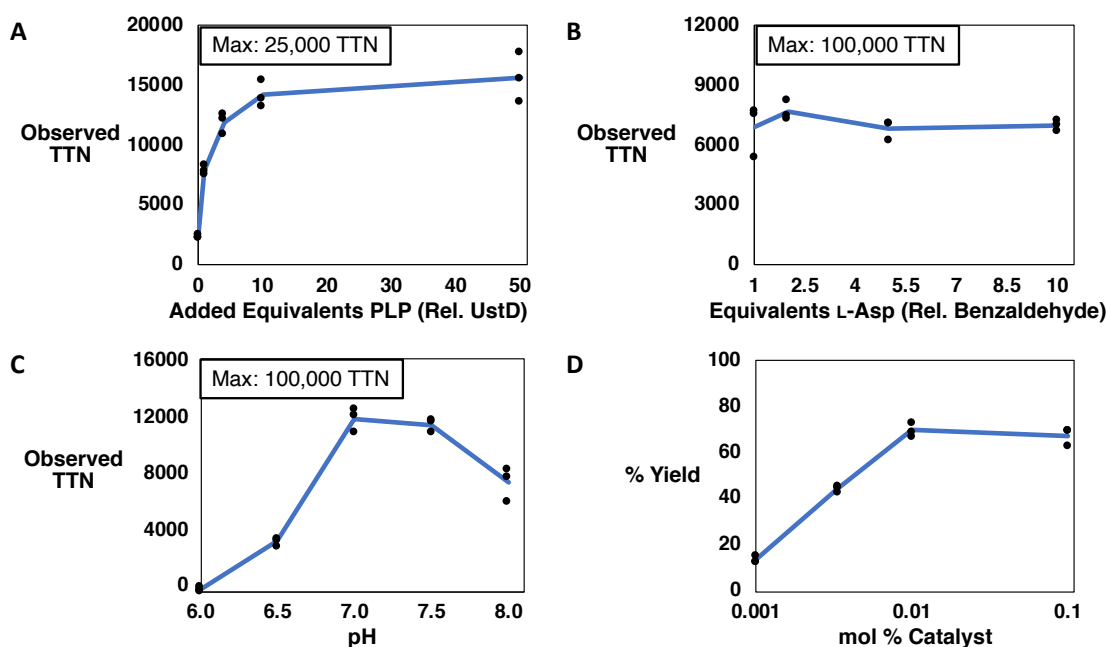 A
Max: 25,000 TTN
20000
15000
10000
5000
0
Observed
TTN
0 10 20 30 40 50
Added Equivalents PLP (Rel. UstD)
B
Max: 100,000 TTN
12000
9000
6000
3000
0
Observed
TTN
1 2.5 4 5.5 7 8.5 10
Equivalents L-Asp (Rel. Benzaldehyde)
C
Max: 100,000 TTN
16000
12000
8000
4000
0
Observed
TTN
6.0 6.5 7.0 7.5 8.0
pH
D
100
80
60
40
20
0
% Yield
0.001 0.01 0.1
mol % Catalyst